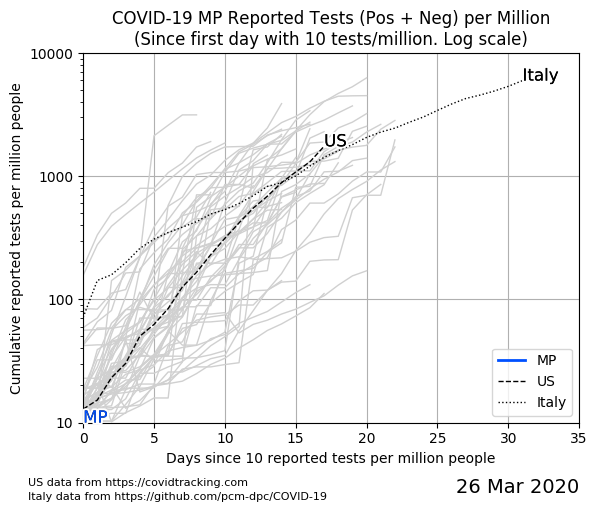 COVID-19 MP Reported Tests (Pos + Neg) per Million
(Since first day with 10 tests/million. Log scale)
Cumulative reported tests per million people
10000
1000
100
10
Italy
US
MP
MP
US
Italy
0 5 10 15 20 25 30 35
Days since 10 reported tests per million people
US data from https://covidtracking.com
Italy data from https://github.com/pcm-dpc/COVID-19
26 Mar 2020